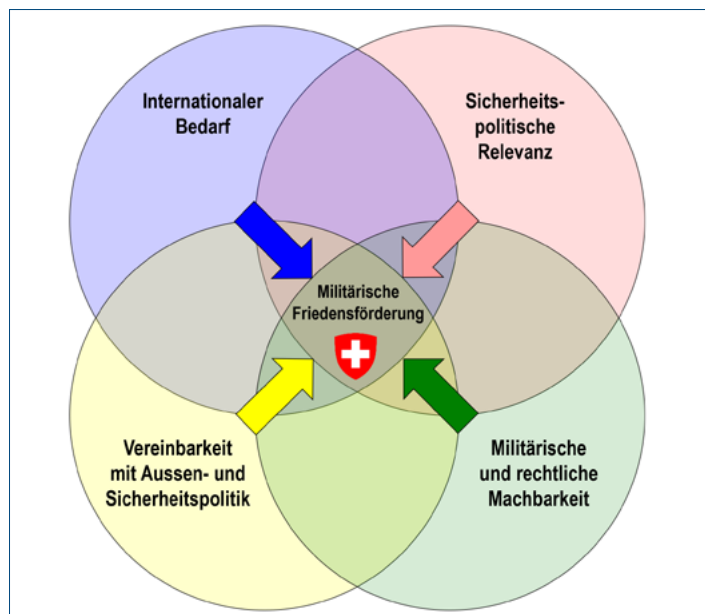 Internationaler
Bedarf
Sicherheits-
politische
Relevanz
Militärische
Friedensförderung
Vereinbarkeit
mit Aussen- und
Sicherheitspolitik
Militärische
und rechtliche
Machbarkeit